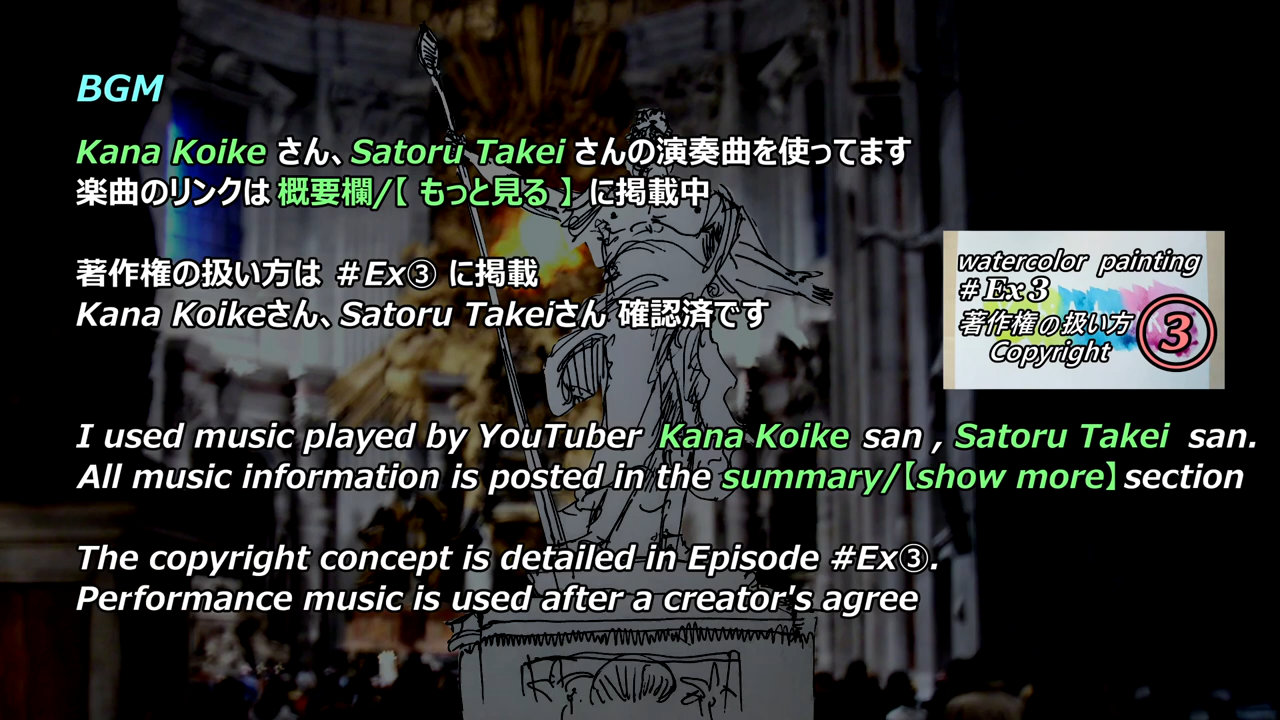 BGM
Kana Koike さん、Satoru Takei さんの演奏曲を使ってます
楽曲のリンクは 概要欄/【 もっと見る 】 に掲載中
著作権の扱い方は #Ex③ に掲載
Kana Koikeさん、Satoru Takeiさん 確認済です
watercolor painting
# Ex 3
著作権の扱い方
Copyright
3
I used music played by YouTuber Kana Koike san , Satoru Takei san.
All music information is posted in the summary/【show more】section
The copyright concept is detailed in Episode #Ex③.
Performance music is used after a creator's agree